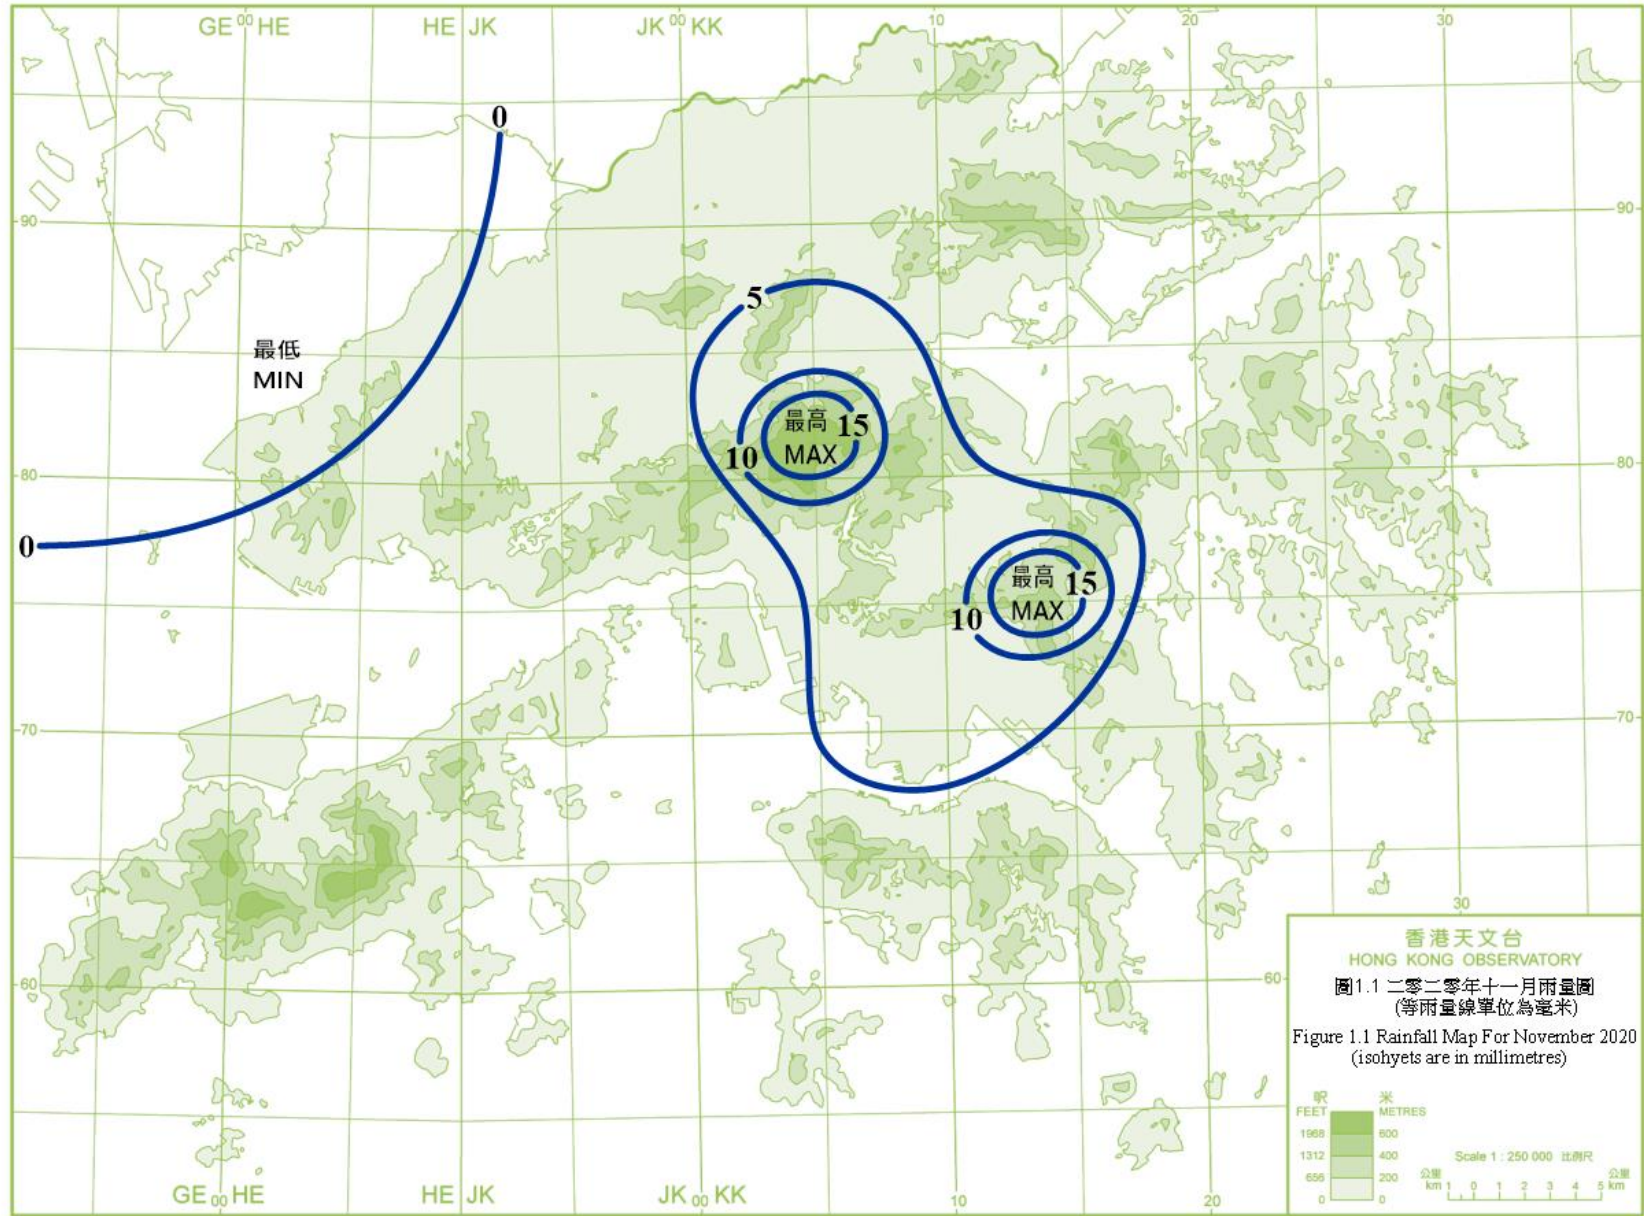 GE 00 HE
HE JK
JK 00 KK
10
20
30
0
90
90
5
最低
MIN
最高 15
MAX
10
80
80
0
最高 15
MAX
10
70
70
30
香港天文台
HONG KONG OBSERVATORY
圖1.1 二零二零年十一月雨量圖
(等雨量線單位為毫米)
Figure 1.1 Rainfall Map For November 2020
(isohyets are in millimetres)
60
60
呎 米
FEET METRES
1968 600
1312 400
656 200
0 0
Scale 1 : 250 000 比例尺
公里 公里
km 1 0 1 2 3 4 5 km
GE 00 HE
HE JK
JK 00 KK
10
20